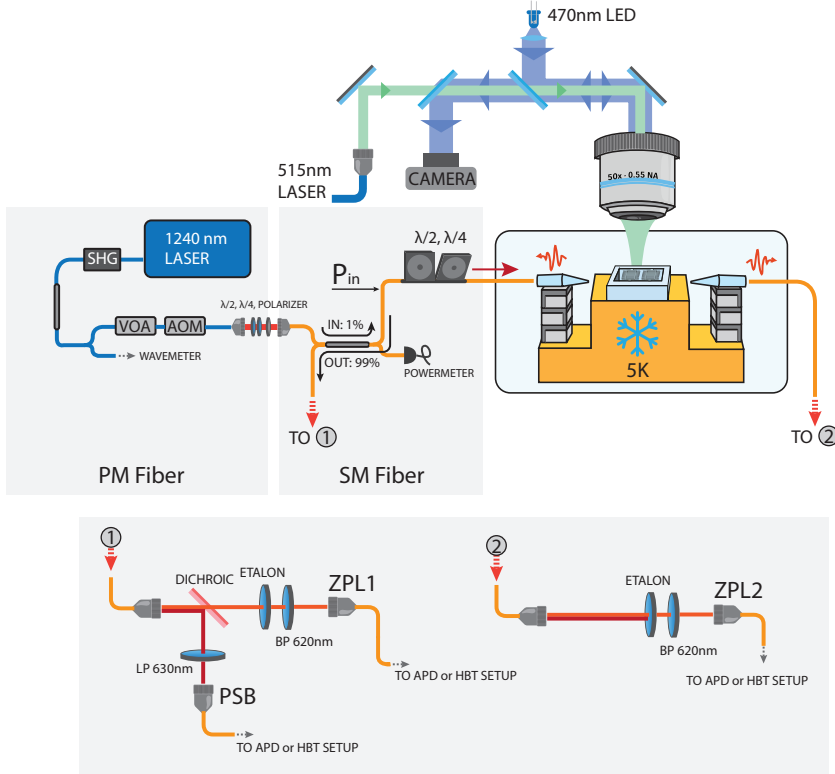 470nm LED
515nm
LASER
CAMERA
50x - 0.55 NA
1240 nm
LASER
SHG
λ/2, λ/4
Pin
λ/2, λ/4, POLARIZER
VOA
AOM
IN: 1%
WAVEMETER
OUT: 99%
POWERMETER
5K
TO 1
TO 2
PM Fiber
SM Fiber
1
2
DICHROIC
ETALON
ZPL1
BP 620nm
LP 630nm
PSB
TO APD or HBT SETUP
TO APD or HBT SETUP
ETALON
ZPL2
BP 620nm
TO APD or HBT SETUP